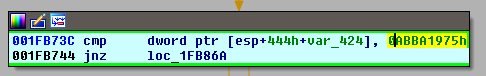 001FB73C cmp dword ptr [esp+444h+var_424], 0ABBA1975h
001FB744 jnz loc_1FB86A